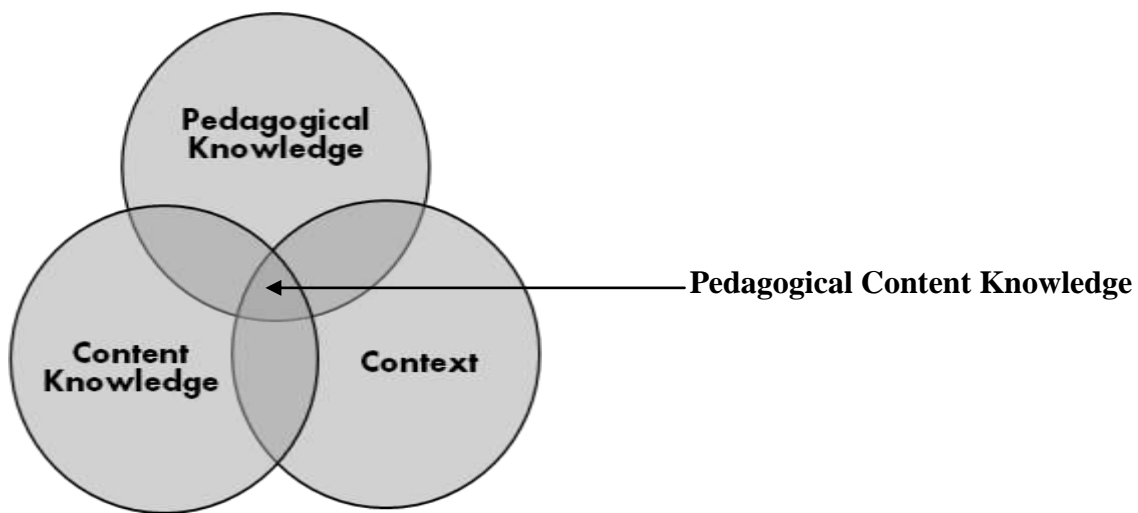 Pedagogical
Knowledge
Pedagogical Content Knowledge
Content
Knowledge
Context